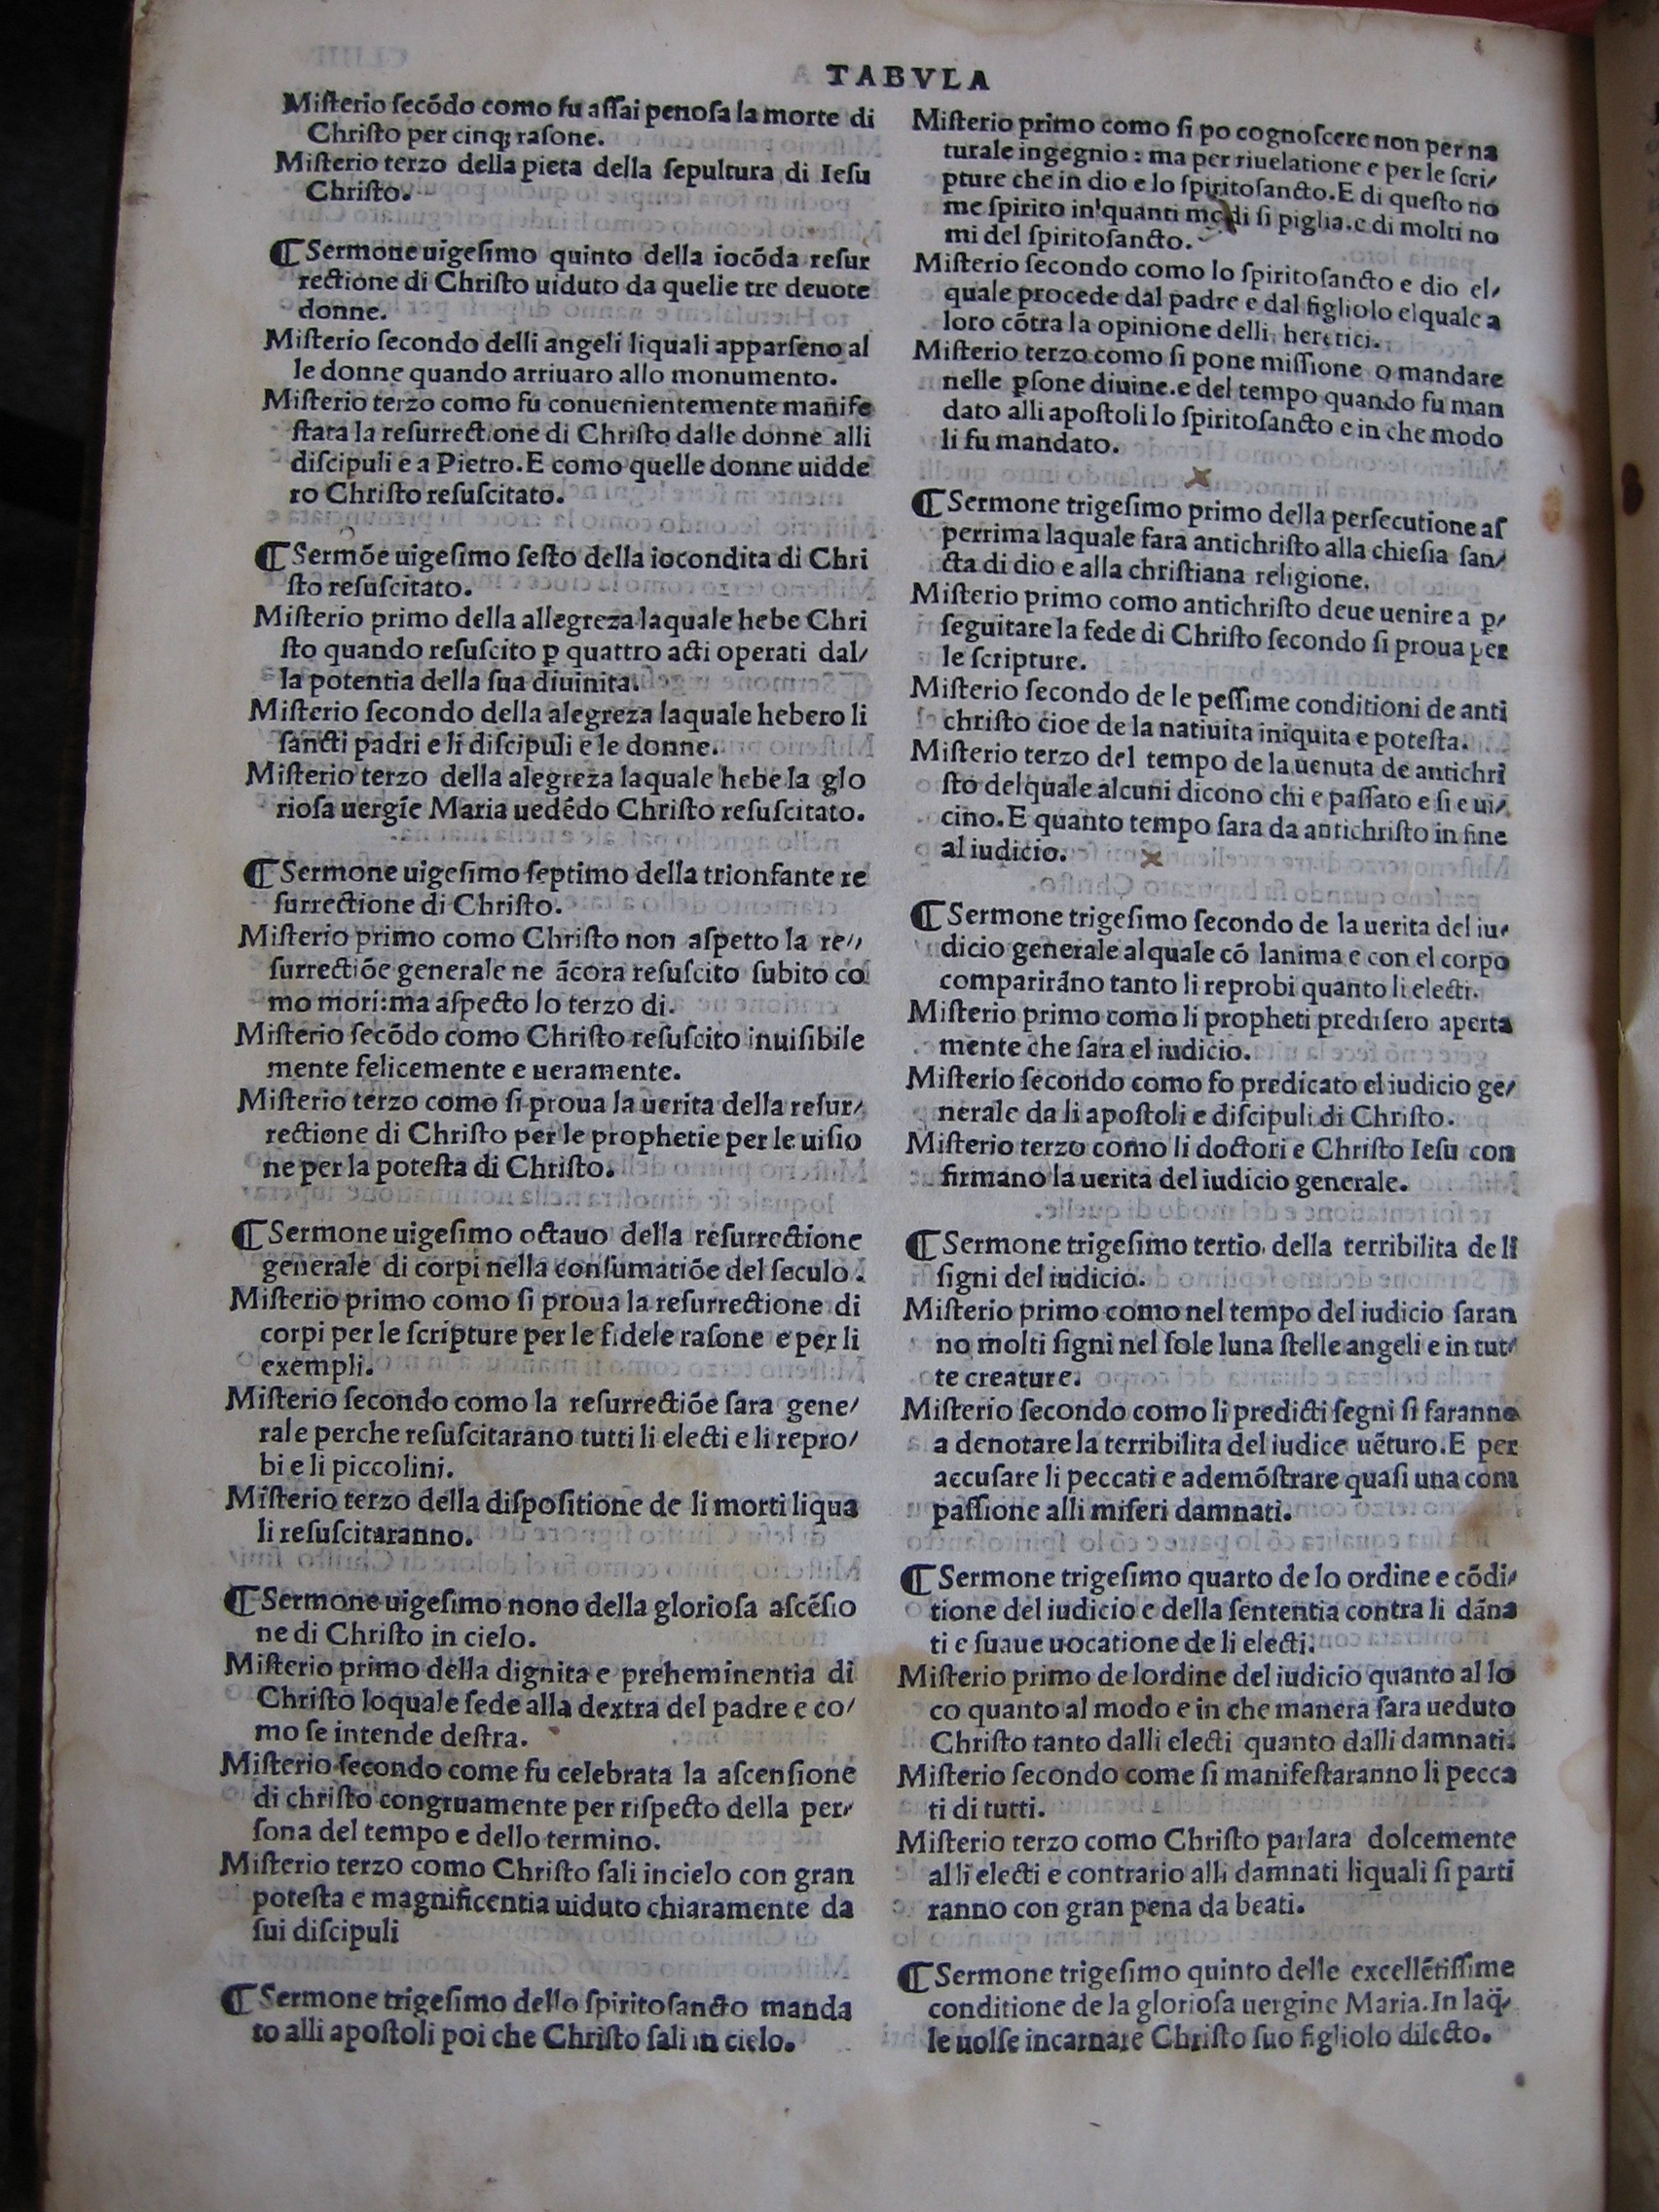 TABVLA
Miſterio ſecõdo como fu aſſai penoſa la morte di
Chriſto per cinqꝫ raſone.
Miſterio terzo della pieta della ſepultura di Ieſu
Chriſto.
⸿ Sermone uigeſimo quinto della iocõda reſur
rectione di Chriſto uiduto da quelie tre deuote
donne.
Miſterio ſecondo delli angeli liquali apparſeno al
le donne quando arriuaro allo monumento.
Miſterio terzo como fu conuenientemente manife
ſtata la reſurrectione di Chriſto dalle donne alli
diſcipuli e a Pietro. E como quelle donne uidde
ro Chriſto reſuſcitato.
⸿ Sermõe uigeſimo ſeſto della iocondita di Chri
ſto reſuſcitato.
Miſterio primo della allegreza laquale hebe Chri
ſto quando reſuſcito ꝑ quattro acti operati dal/
la potentia della ſua diuinita.
Miſterio ſecondo della alegreza laquale hebero li
ſancti padri e li diſcipuli e le donne.
Miſterio terzo della alegreza laquale hebe la glo
rioſa uergĩe Maria uedẽdo Chriſto reſuſcitato.
⸿ Sermone uigeſimo ſeptimo della trionfante re
ſurrectione di Chriſto.
Miſterio primo como Chriſto non aſpetto la re//
ſurrectiõe generale ne ãcora reſuſcito ſubito co
mo mori: ma aſpecto lo terzo di.
Miſterio ſecõdo como Chriſto reſuſcito inuiſibile
mente felicemente e ueramente.
Miſterio terzo como ſi proua la uerita della reſur/
rectione di Chriſto per le prophetie per le uiſio
ne per la poteſta di Chriſto.
⸿ Sermone uigeſimo octauo della reſurrectione
generale di corpi nella conſumatiõe del ſeculo.
Miſterio primo como ſi proua la reſurrectione di
corpi per le ſcripture per le fidele raſone e per li
exempli.
Miſterio ſecondo como la reſurrectiõe ſara gene/
rale perche reſuſcitarano tutti li electi e li repro/
bi e li piccolini.
Miſterio terzo della diſpoſitione de li morti liqua
li reſuſcitaranno.
⸿ Sermone uigeſimo nono della glorioſa aſcẽſio
ne di Chriſto in cielo.
Miſterio primo della dignita e preheminentia di
Chriſto loquale ſede alla dextra del padre e co/
mo ſe intende deſtra.
Miſterio ſecondo come fu celebrata la aſcenſione
di chriſto congruamente per riſpecto della per/
ſona del tempo e dello termino.
Miſterio terzo como Chriſto ſali in cielo con gran
poteſta e magnificentia uiduto chiaramente da
ſui diſcipuli
⸿ Sermone trigeſimo dello ſpiritoſancto manda
to alli apoſtoli poi che Chriſto ſali in cielo.
Miſterio primo como ſi po cognoſcere non per na
turale ingegnio: ma per riuelatione e per le ſcri/
pture che in dio e lo ſpiritoſancto. E di queſto no
me ſpirito in quanti modi ſi piglia. e di molti no
mi del ſpiritoſancto.
Miſterio ſecondo como lo ſpiritoſancto e dio el/
quale procede dal padre e dal figliolo elquale a
loro cõtra la opinione delli heretici.
Miſterio terzo como ſi pone miſſione o mandare
nelle ꝑſone diuine. e del tempo quando fu man
dato alli apoſtoli lo ſpiritoſancto e in che modo
li fu mandato.
⸿ Sermone trigeſimo primo della perſecutione aſ
perrima laquale fara antichriſto alla chieſia ſan/
cta di dio e alla chriſtiana religione.
Miſterio primo como antichriſto deue uenire a ꝑ/
ſeguitare la fede di Chriſto ſecondo ſi proua per
le ſcripture.
Miſterio ſecondo de le peſſime conditioni de anti
chriſto cioe de la natiuita iniquita e poteſta.
Miſterio terzo del tempo de la uenuta de antichri
ſto delquale alcuni dicono chi e paſſato e ſi e ui/
cino. E quanto tempo ſara da antichriſto in fine
al iudicio.
⸿ Sermone trigeſimo ſecondo de la uerita del iu/
dicio generale al quale cõ lanima e con el corpo
comparirãno tanto li reprobi quanto li electi.
Miſterio primo como li propheti prediſero aperta
mente che ſara el iudicio.
Miſterio ſecondo como fo predicato el iudicio ge/
nerale da li apoſtoli e diſcipuli di Chriſto.
Miſterio terzo como li doctori e Chriſto Ieſu con
firmano la uerita del iudicio generale.
⸿ Sermone trigeſimo tertio della terribilita de li
ſigni del iudicio.
Miſterio primo como nel tempo del iudicio ſaran
no molti ſigni nel ſole luna ſtelle angeli e in tut/
te creature.
Miſterio ſecondo como li predicti ſegni ſi faranno
a denotare la terribilita del iudice uẽturo. E per
accuſare li peccati e ademõſtrare quaſi una com
paſſione alli miſeri damnati.
⸿ Sermone trigeſimo quarto de lo ordine e cõdi/
tione del iudicio e della ſententia contra li dãna
ti e ſuaue uocatione de li electi.
Miſterio primo de lordine del iudicio quanto al lo
co quanto al modo e in che manera ſara ueduto
Chriſto tanto dalli electi quanto dalli damnati.
Miſterio ſecondo come ſi manifeſtaranno li pecca
ti di tutti.
Miſterio terzo como Chriſto parlara dolcemente
alli electi e contrario alli damnati liquali ſi parti
ranno con gran pena da beati.
⸿ Sermone trigeſimo quinto delle excellẽtiſſime
conditione de la glorioſa uergine Maria. In laq̃/
le uolſe incarnare Chriſto ſuo figliolo dilecto.